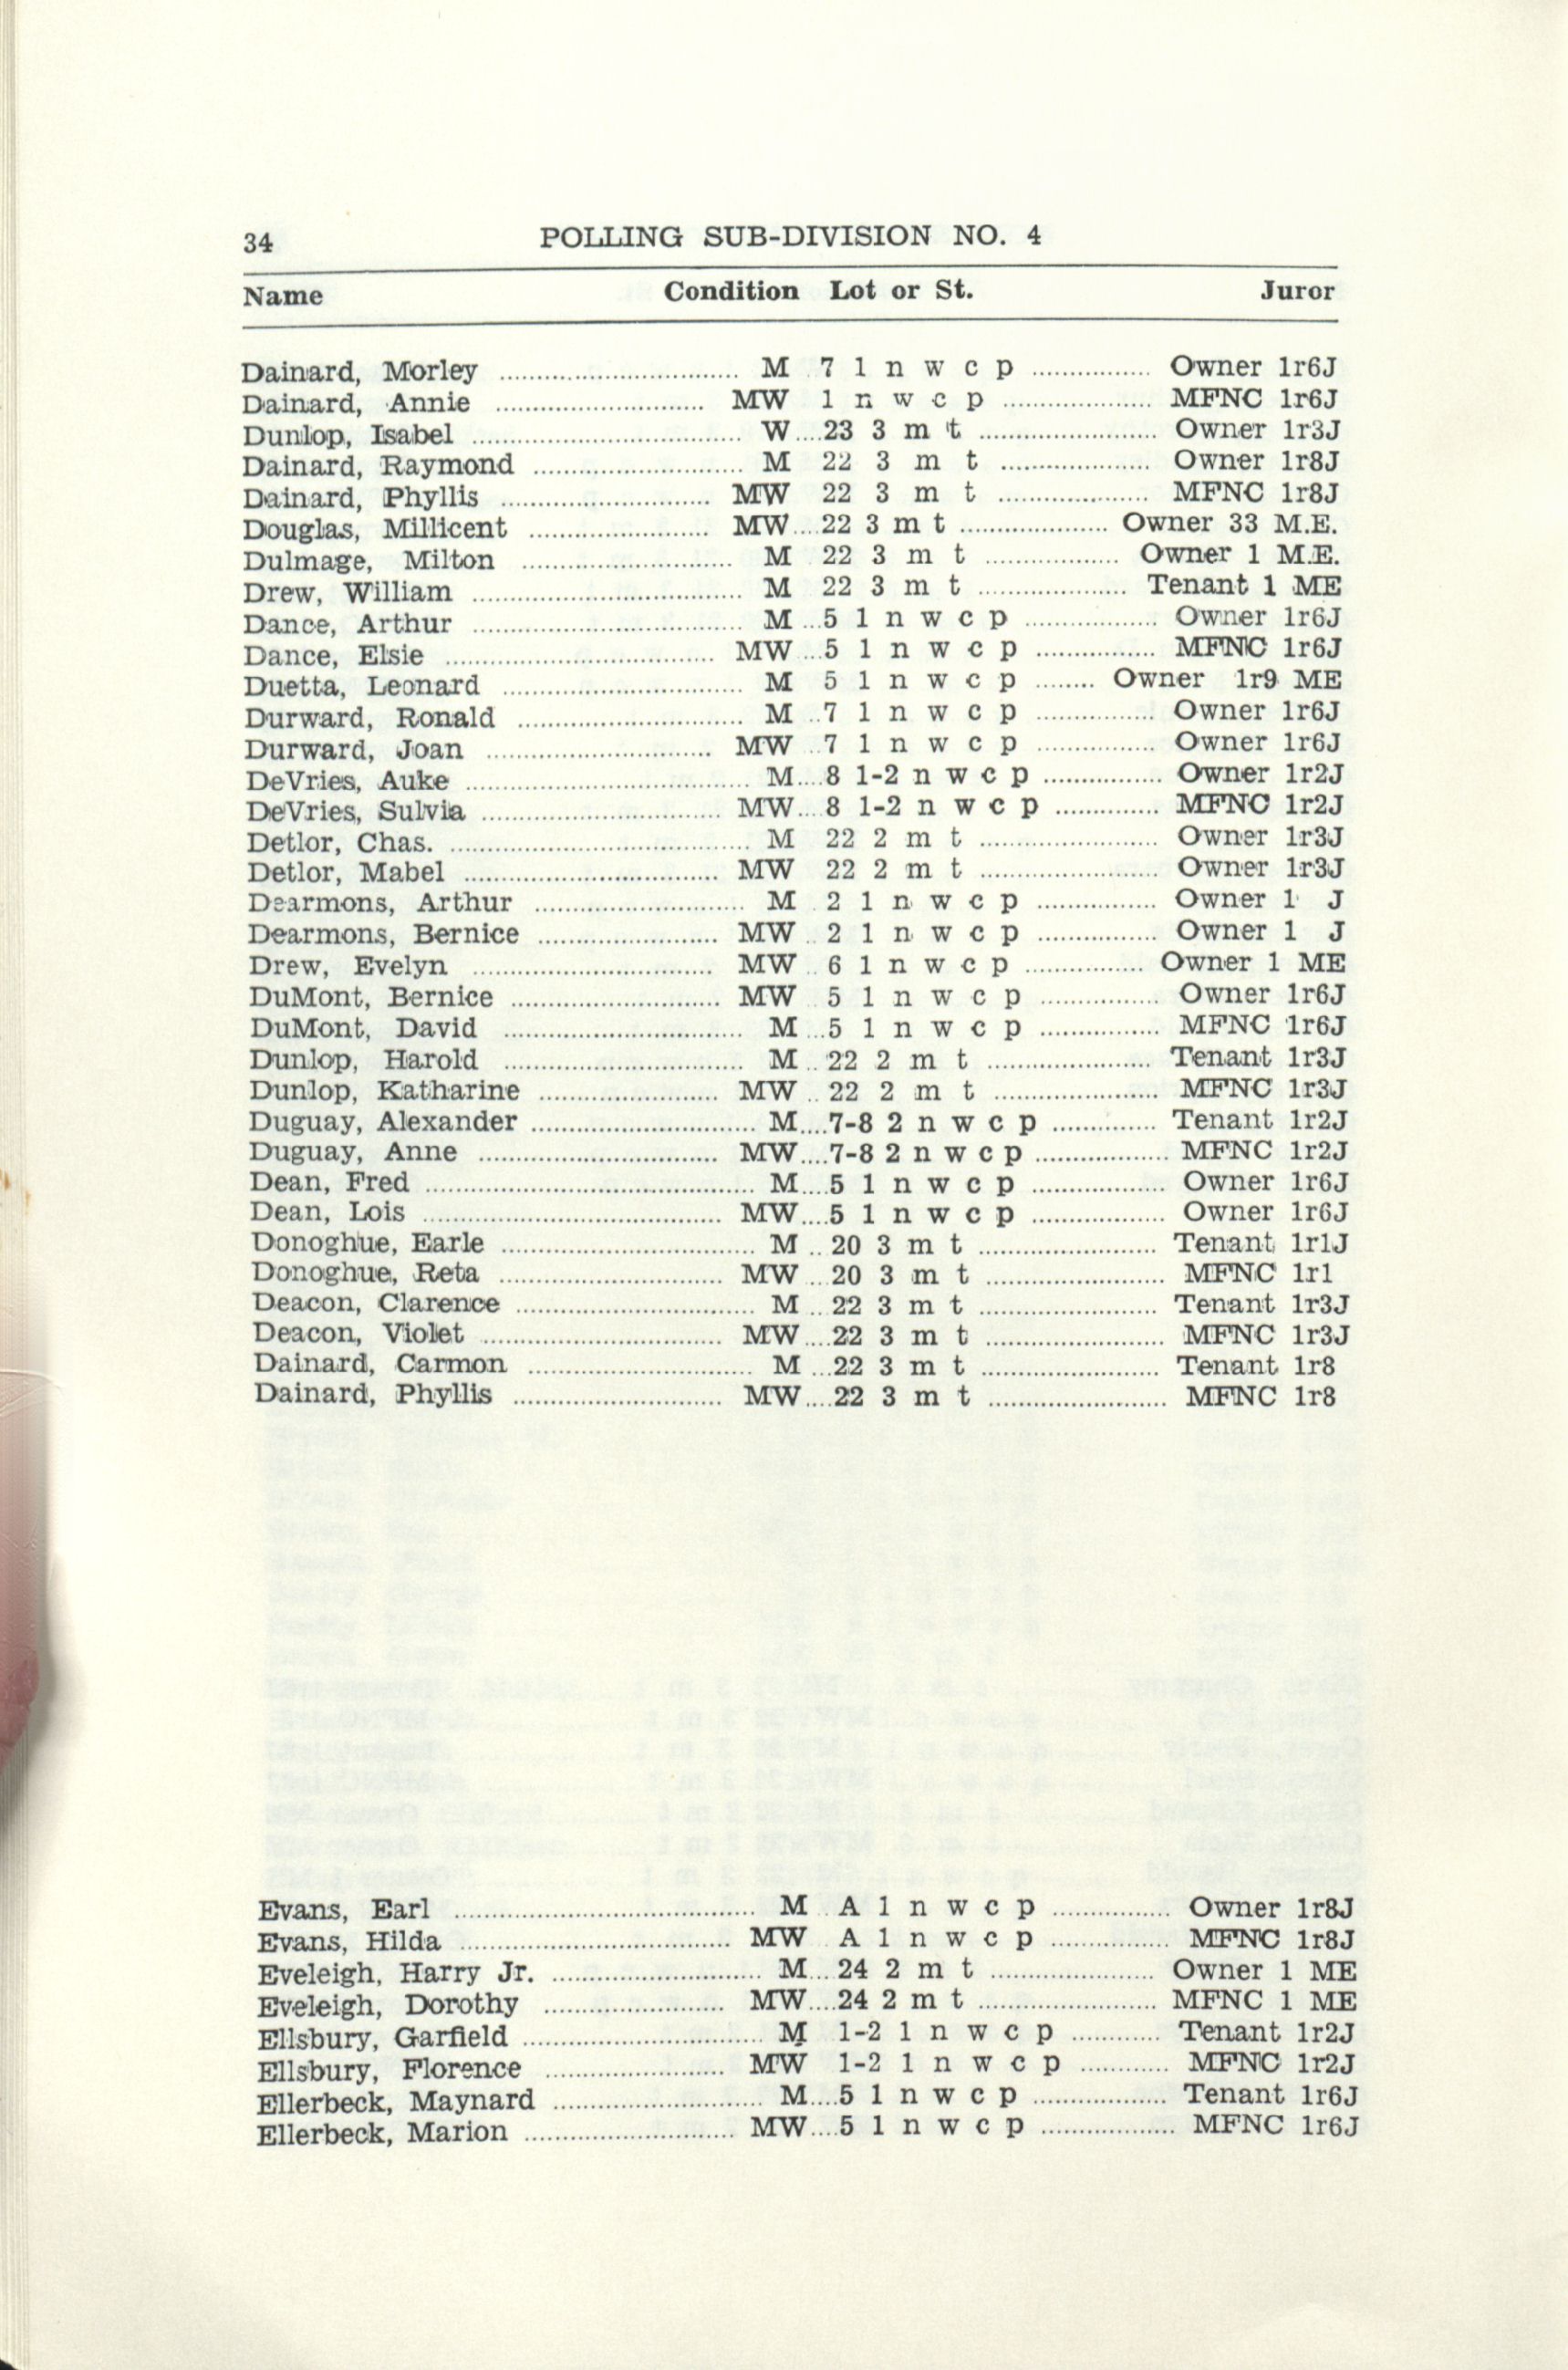 34 POLLING SUB-DIVISION NO. 4
Name Condition Lot or St. Juror
Dainard, Morley ................................ M 7 1 n w c p ................ Owner 1r6J
Dainard, Annie ............................ MW 1 n w c p .................... MFNC 1r6J
Dunlop, Isabel .................................... W....23 3 m t ........................ Owner 1r3J
Dainard, Raymond ............................ M 22 3 m t .................... Owner 1r8J
Dainard, Phyllis ............................ MW 22 3 m t .................... MFNC 1r8J
Douglas, Millicent ........................ MW....22 3 m t .................... Owner 33 M.E.
Dulmage, Milton ............................ M 22 3 m t .................. Owner 1 M.E.
Drew, William .................................... M 22 3 m t .................... Tenant 1 ME
Dance, Arthur .................................... M ...5 1 n w c p .................. Owner 1r6J
Dance, Elsie .................................... MW ...5 1 n w c p ................ MFNC 1r6J
Duetta, Leonard ................................ M 5 1 n w c p ........ Owner 1r9 ME
Durward, Ronald .............................. M ..7 1 n w c p ................ Owner 1r6J
Durward, Joan .............................. MW ..7 1 n w c p ................ Owner 1r6J
DeVries, Auke ...................................... M....8 1-2 n w c p ................ Owner 1r2J
DeVries, Sulvia ................................ MW....8 1-2 n w c p .............. MFNC 1r2J
Detlor, Chas. ........................................ M 22 2 m t ........................ Owner 1r3J
Detlor, Mabel .................................. MW 22 2 m t ........................ Owner 1r3J
Dearmons, Arthur ............................ M 2 1 n w c p ................ Owner 1 J
Dearmons, Bernice ........................ MW .. 2 1 n w c p ................ Owner 1 J
Drew, Evelyn ................................ MW .. 6 1 n w c p ................ Owner 1 ME
DuMont, Bernice ............................ MW 5 1 n w c p ................ Owner 1r6J
DuMont, David ................................ M ...5 1 n w c p ................ MFNC 1r6J
Dunlop, Harold ................................ M .. 22 2 m t ...................... Tenant 1r3J
Dunlop, Katharine ........................ MW .. 22 2 m t ...................... MFNC 1r3J
Duguay, Alexander .............................. M....7-8 2 n w c p .............. Tenant 1r2J
Duguay, Anne ................................ MW....7-8 2 n w c p .................. MFNC 1r2J
Dean, Fred ............................................ M....5 1 n w c p .................. Owner 1r6J
Dean, Lois ........................................ MW....5 1 n w c p .................. Owner 1r6J
Donoghue, Earle .................................. M .. 20 3 m t ........................ Tenant 1r1J
Donoghue, Reta .............................. MW ...20 3 m t ........................ MFNC 1r1
Deacon, Clarence ................................ M ...22 3 m t ........................ Tenant 1r3J
Deacon, Violet ................................ MW....22 3 m t ........................ MFNC 1r3J
Dainard, Carmon .............................. M ...22 3 m t ........................ Tenant 1r8
Dainard, Phyllis ............................ MW....22 3 m t ........................ MFNC 1r8
Evans, Earl ........................................ M . A 1 n w c p ................ Owner 1r8J
Evans, Hilda .................................... MW A 1 n w c p ................ MFNC 1r8J
Eveleigh, Harry Jr. ............................ M...24 2 m t ...................... Owner 1 ME
Eveleigh, Dorothy ........................ MW....24 2 m t ........................ MFNC 1 ME
Ellsbury, Garfield ................................ M 1-2 1 n w c p ............ Tenant 1r2J
Ellsbury, Florence ........................ MW 1-2 1 n w c p ............ MFNC 1r2J
Ellerbeck, Maynard ............................ M....5 1 n w c p .................. Tenant 1r6J
Ellerbeck, Marion ............................ MW....5 1 n w c p .................. MFNC 1r6J